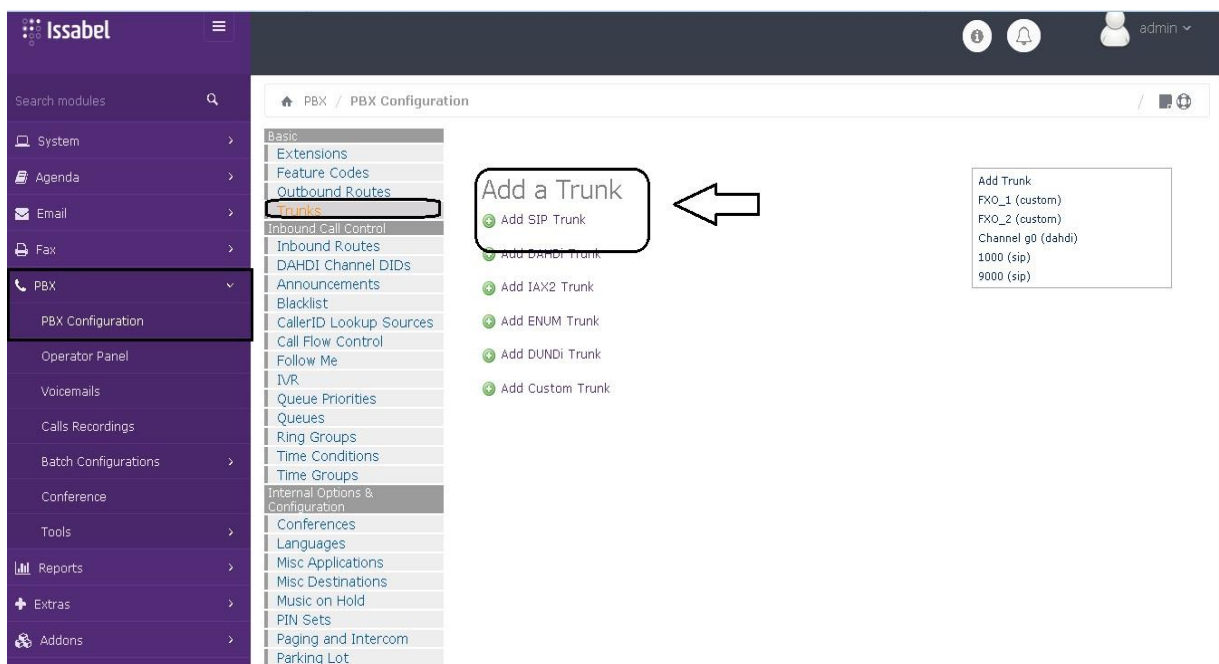 Issabel
admin
Search modules
PBX / PBX Configuration
/
System
Agenda
Email
Fax
PBX
PBX Configuration
Operator Panel
Voicemails
Calls Recordings
Batch Configurations
Conference
Tools
Reports
Extras
Addons
Basic
Extensions
Feature Codes
Outbound Routes
Trunks
Inbound Call Control
Inbound Routes
DAHDI Channel DIDs
Announcements
Blacklist
CallerID Lookup Sources
Call Flow Control
Follow Me
IVR
Queue Priorities
Queues
Ring Groups
Time Conditions
Time Groups
Internal Options &
Configuration
Conferences
Languages
Misc Applications
Misc Destinations
Music on Hold
PIN Sets
Paging and Intercom
Parking Lot
Add a Trunk
Add SIP Trunk
Add DAHDi Trunk
Add IAX2 Trunk
Add ENUM Trunk
Add DUNDi Trunk
Add Custom Trunk
Add Trunk
FXO_1 (custom)
FXO_2 (custom)
Channel g0 (dahdi)
1000 (sip)
9000 (sip)